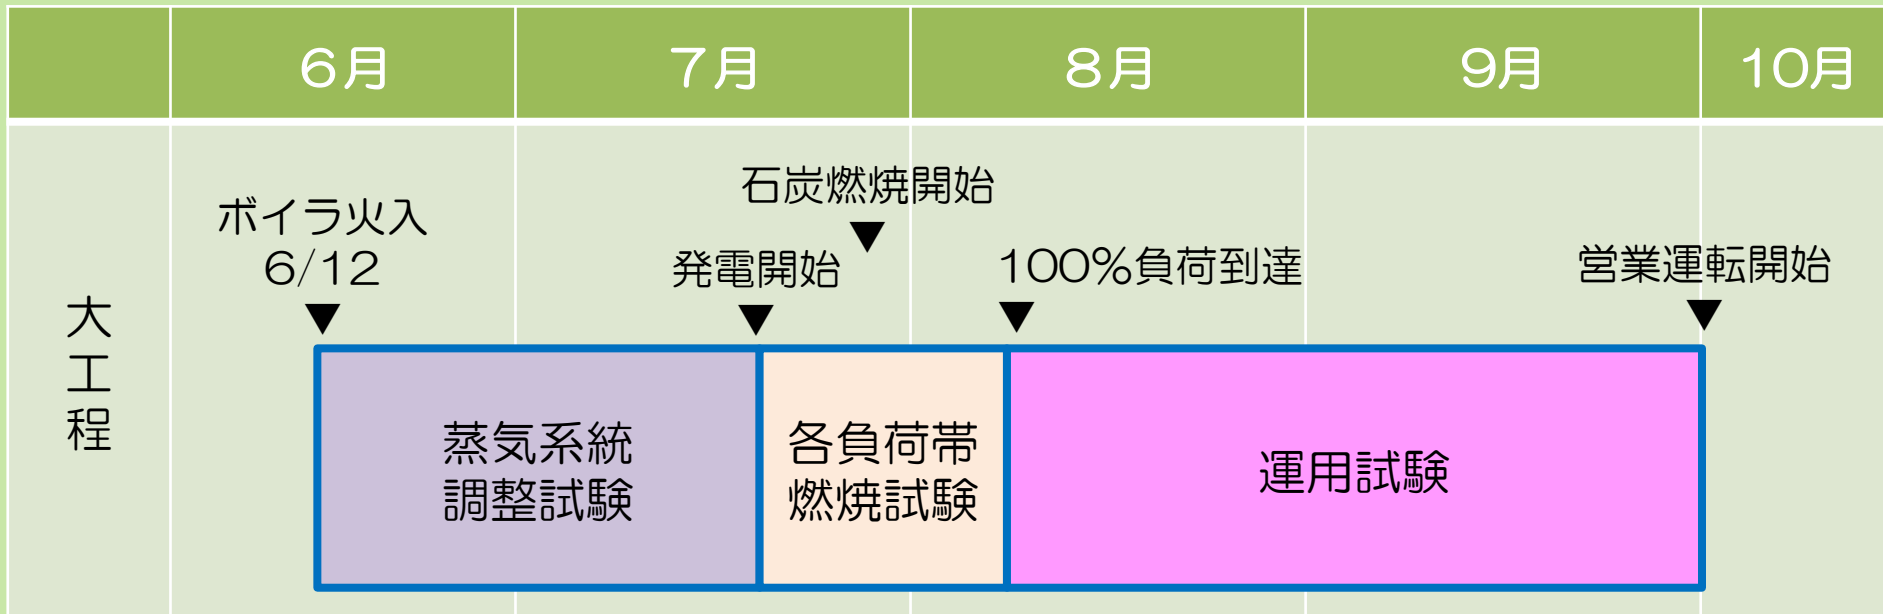 6月
7月
8月
9月
10月
大工程
ボイラ火入
6/12
発電開始
石炭燃焼開始
100%負荷到達
営業運転開始
蒸気系統
調整試験
各負荷帯
燃焼試験
運用試験